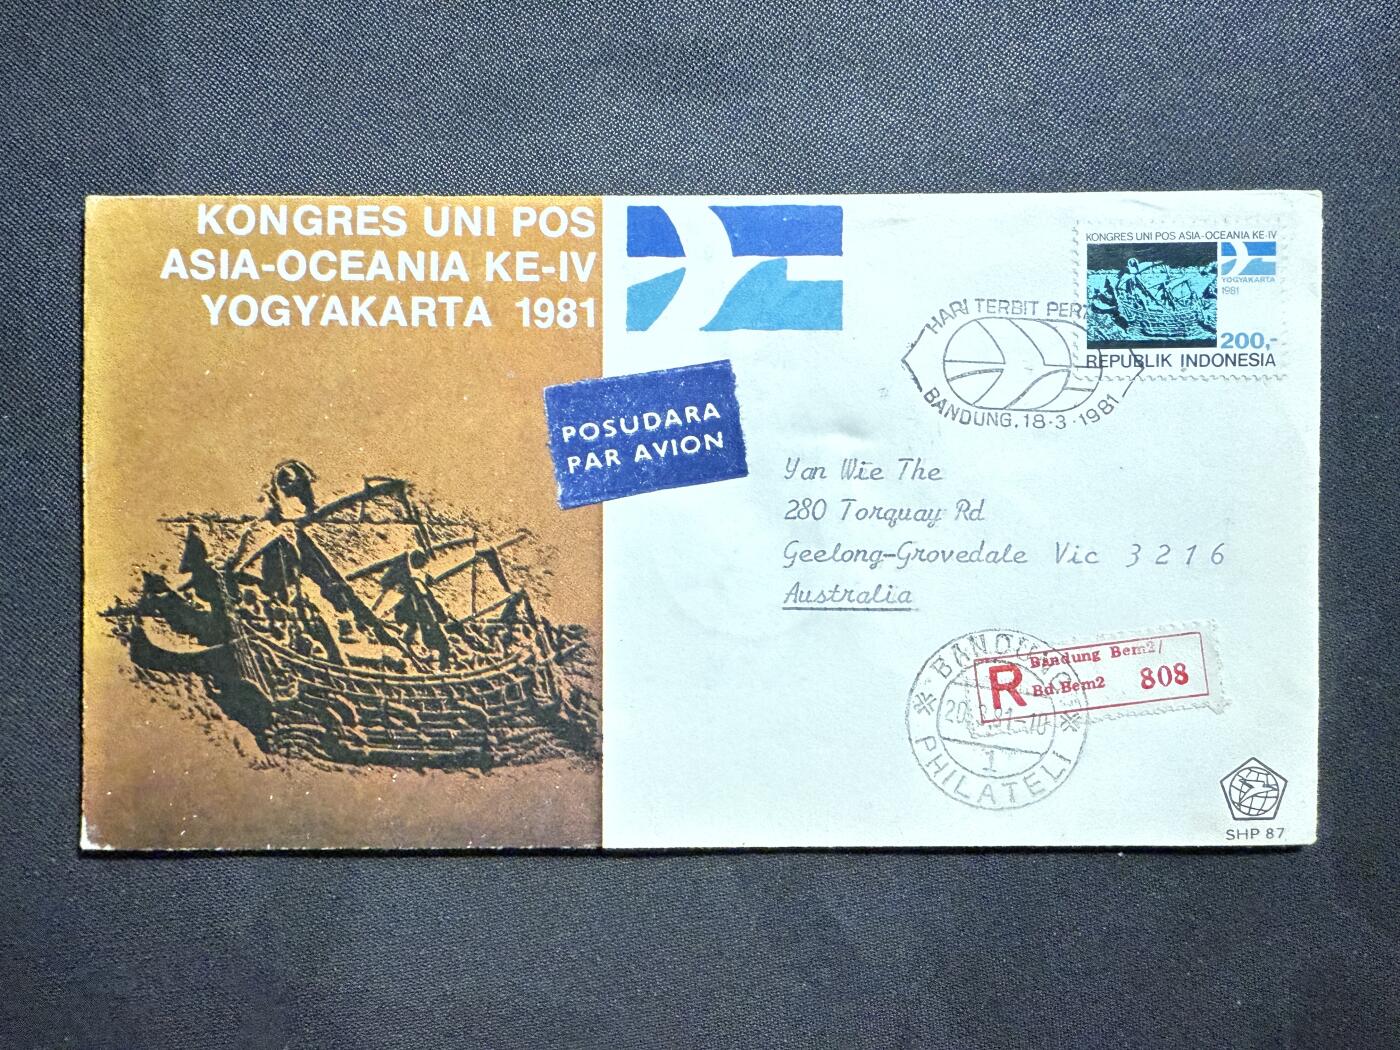 KONGRES UNI POS
ASIA-OCEANIA KE-IV
YOGYAKARTA 1981
POSUDARA
PAR AVION
KONGRES UNI POS ASIA-OCEANIA KE-IV
YOGYAKARTA
1981
200,-
REPUBLIK INDONESIA
HARI TERBIT
BANDUNG, 18·3·1981
Yan Wie The
280 Torquay Rd
Geelong-Grovedale Vic 3216
Australia
R
Bandung Bem2/
Bd.Bem2 808
1
PHILATELI
SHP 87